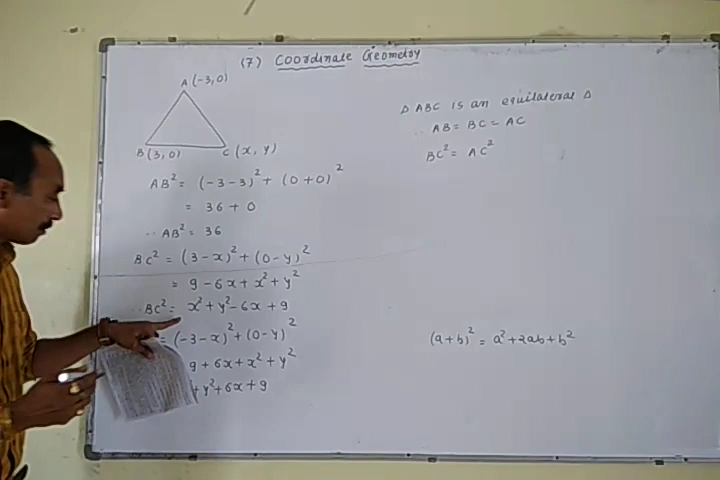 (7) Coordinate Geometry
A (-3,0)
B (3,0)
C (x, y)
AB² = (-3-3)² + (0+0)²
= 36 + 0
∴ AB² = 36
BC² = (3-x)² + (0-y)²
= 9 - 6x + x² + y²
∴ BC² = x² + y² - 6x + 9
= (-3-x)² + (0-y)²
9 + 6x + x² + y²
+ y² + 6x + 9
Δ ABC is an equilateral Δ
∴ AB = BC = AC
BC² = AC²
(a+b)² = a² + 2ab + b²